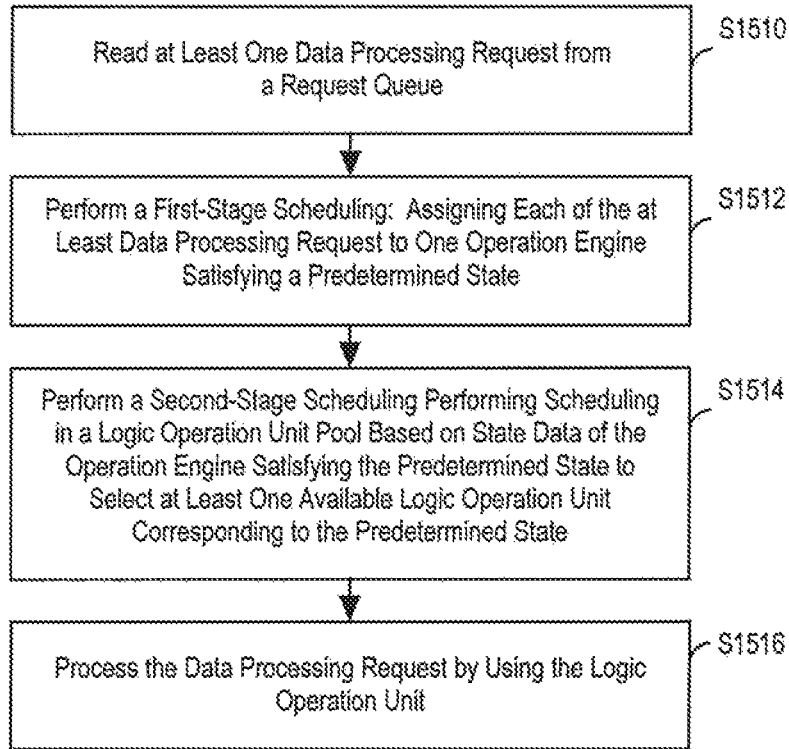 S1510
Read at Least One Data Processing Request from
a Request Queue
S1512
Perform a First-Stage Scheduling: Assigning Each of the at
Least Data Processing Request to One Operation Engine
Satisfying a Predetermined State
S1514
Perform a Second-Stage Scheduling Performing Scheduling
in a Logic Operation Unit Pool Based on State Data of the
Operation Engine Satisfying the Predetermined State to
Select at Least One Available Logic Operation Unit
Corresponding to the Predetermined State
S1516
Process the Data Processing Request by Using the Logic
Operation Unit